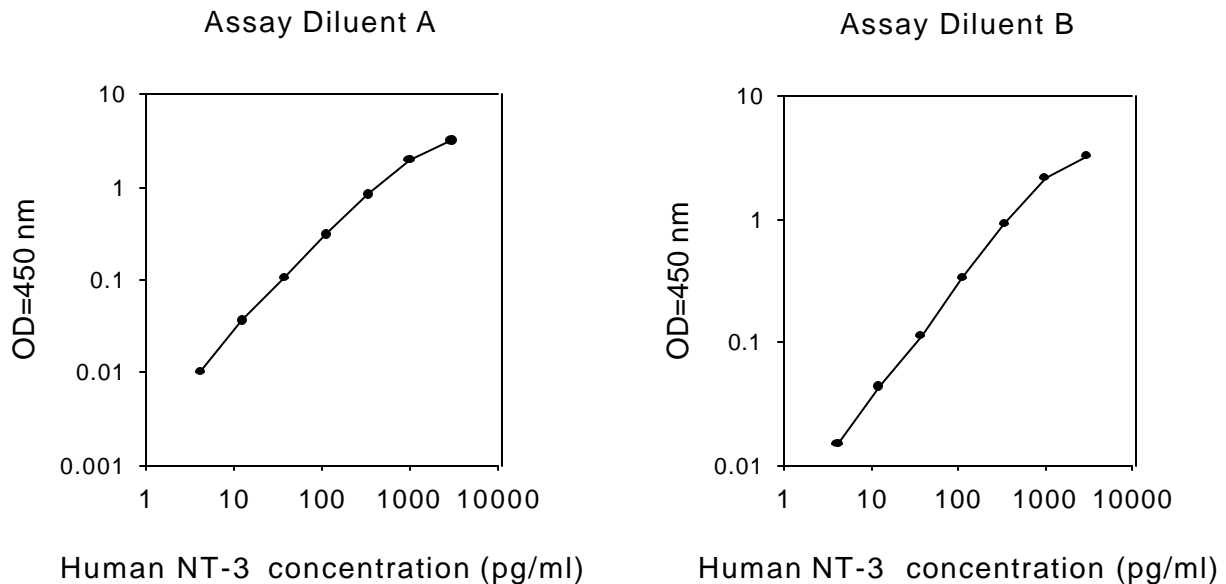 Assay Diluent A
10
1
0.1
0.01
0.001
OD=450 nm
1 10 100 1000 10000
Human NT-3 concentration (pg/ml)
Assay Diluent B
10
1
0.1
0.01
OD=450 nm
1 10 100 1000 10000
Human NT-3 concentration (pg/ml)